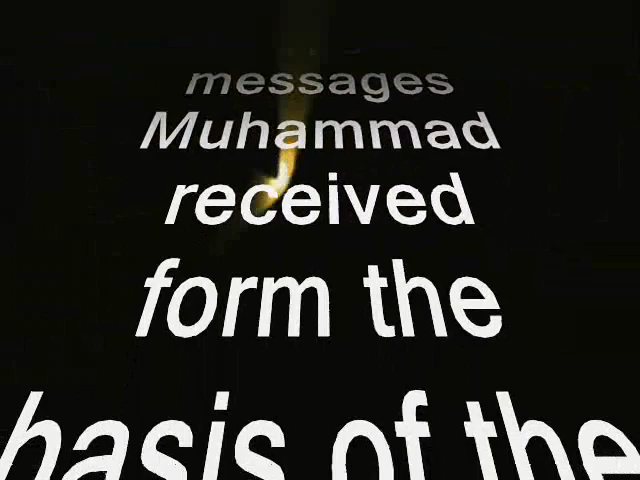 messages
Muhammad
received
form the
basis of the